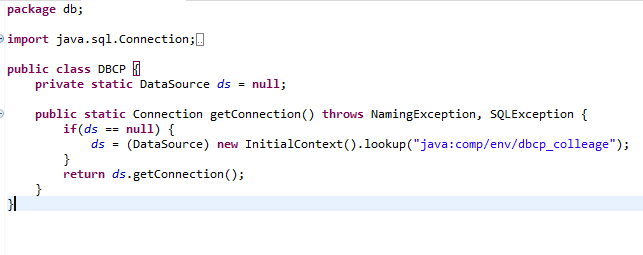 package db;
import java.sql.Connection;
public class DBCP {
private static DataSource ds = null;
public static Connection getConnection() throws NamingException, SQLException {
if(ds == null) {
ds = (DataSource) new InitialContext().lookup("java:comp/env/dbcp_colleage");
}
return ds.getConnection();
}
}